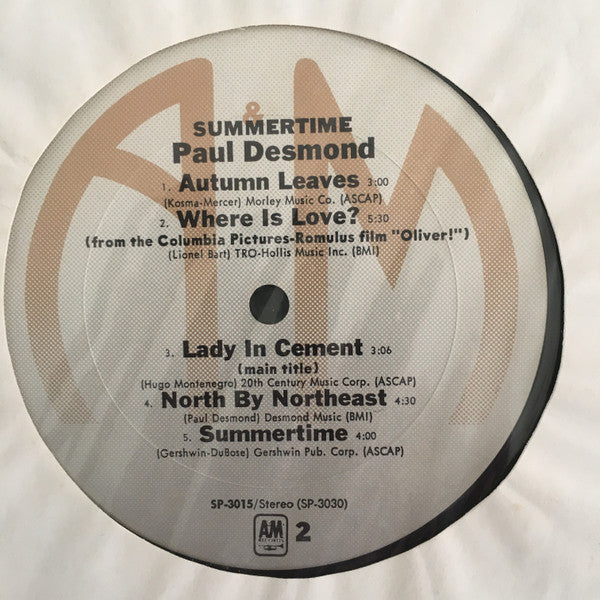 A&M
SUMMERTIME
Paul Desmond
1. Autumn Leaves 3:00
(Kosma-Mercer) Morley Music Co. (ASCAP)
2. Where Is Love? 5:30
(from the Columbia Pictures-Romulus film "Oliver!")
(Lionel Bart) TRO-Hollis Music Inc. (BMI)
3. Lady In Cement 3:06
(main title)
(Hugo Montenegro) 20th Century Music Corp. (ASCAP)
4. North By Northeast 4:30
(Paul Desmond) Desmond Music (BMI)
5. Summertime 4:00
(Gershwin-DuBose) Gershwin Pub. Corp. (ASCAP)
SP-3015/Stereo (SP-3030)
AM 2
RECORDS